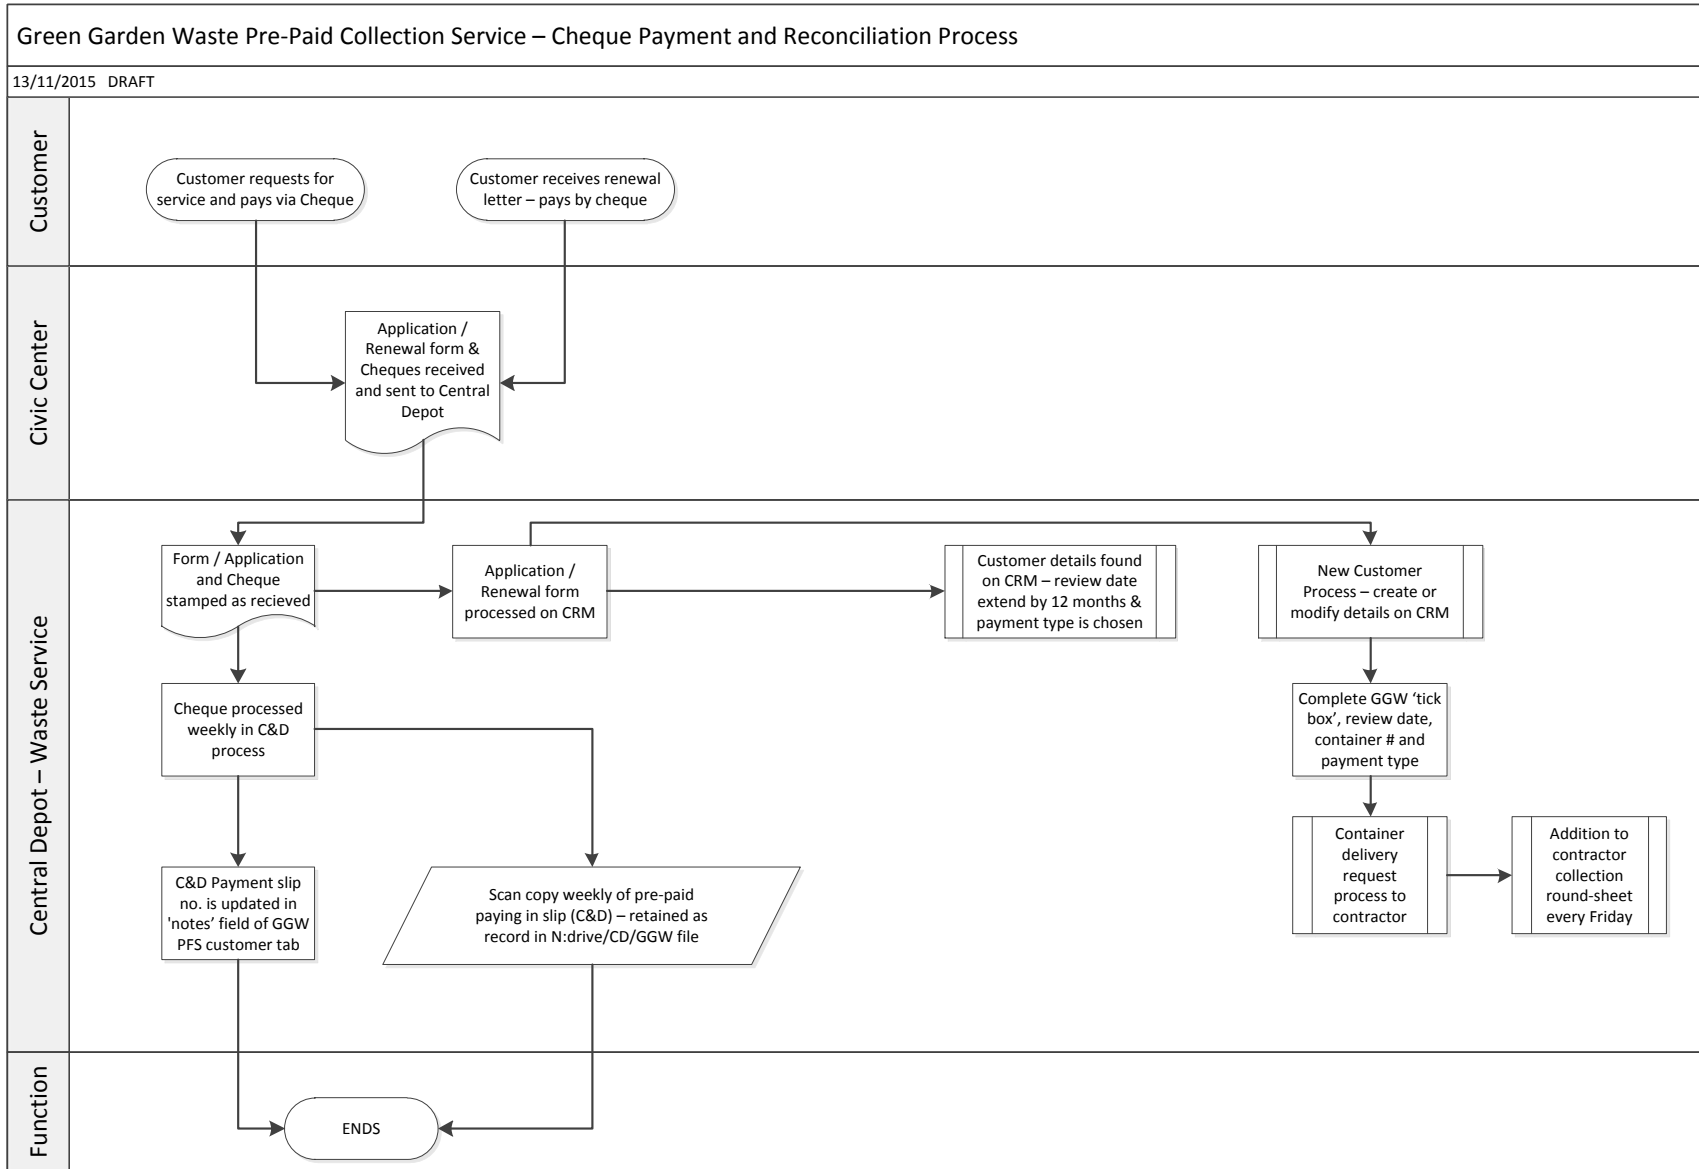 Green Garden Waste Pre-Paid Collection Service – Cheque Payment and Reconciliation Process
13/11/2015 DRAFT
Customer
Customer requests for
service and pays via Cheque
Customer receives renewal
letter – pays by cheque
Civic Center
Application /
Renewal form &
Cheques received
and sent to Central
Depot
Central Depot – Waste Service
Form / Application
and Cheque
stamped as recieved
Application /
Renewal form
processed on CRM
Customer details found
on CRM – review date
extend by 12 months &
payment type is chosen
New Customer
Process – create or
modify details on CRM
Cheque processed
weekly in C&D
process
Complete GGW ‘tick
box’, review date,
container # and
payment type
C&D Payment slip
no. is updated in
'notes’ field of GGW
PFS customer tab
Scan copy weekly of pre-paid
paying in slip (C&D) – retained as
record in N:drive/CD/GGW file
Container
delivery
request
process to
contractor
Addition to
contractor
collection
round-sheet
every Friday
Function
ENDS